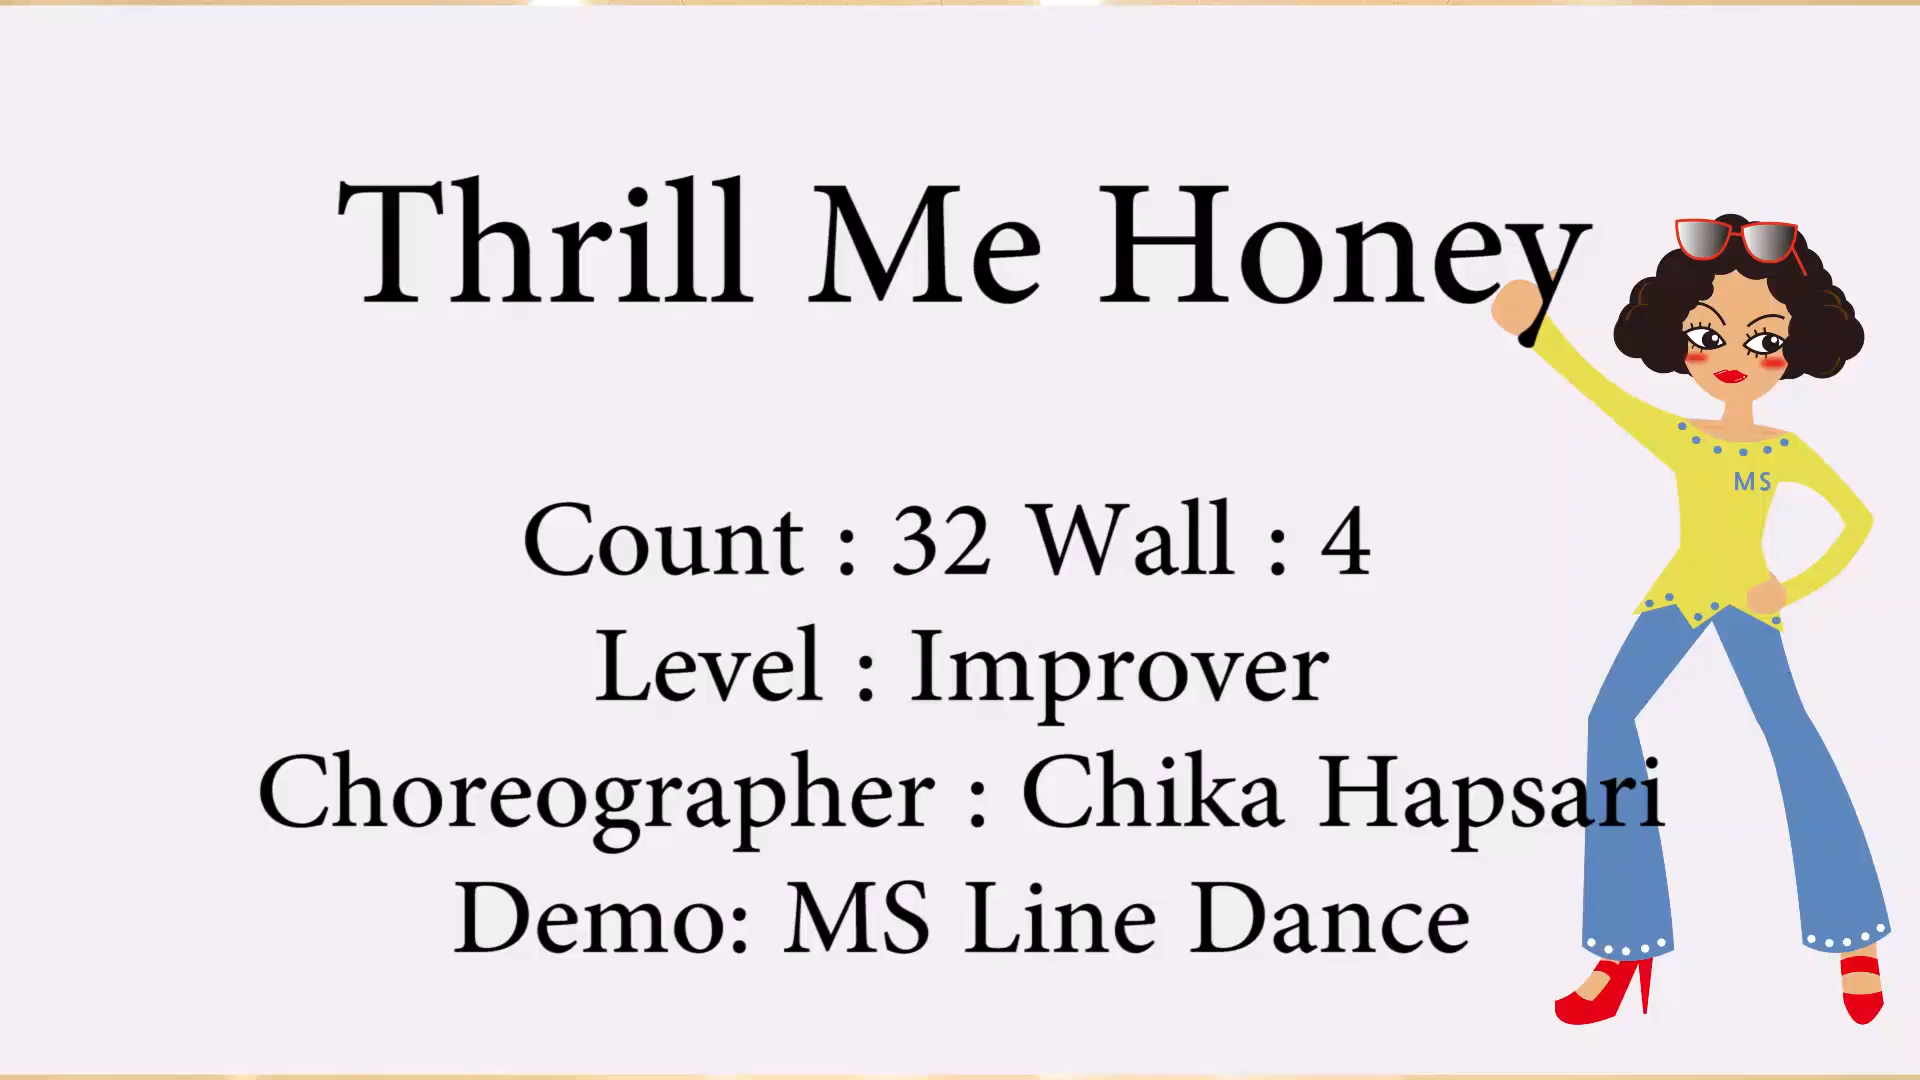 Thrill Me Honey
MS
Count : 32 Wall : 4
Level : Improver
Choreographer : Chika Hapsari
Demo: MS Line Dance